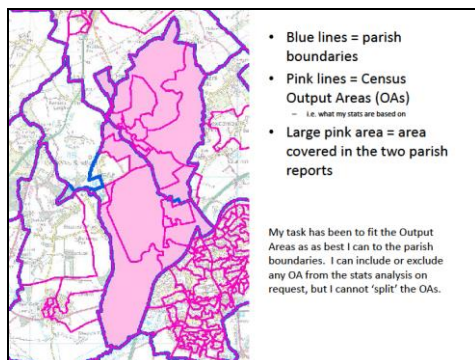 • Blue lines = parish
boundaries
• Pink lines = Census
Output Areas (OAs)
– i.e. what my stats are based on
• Large pink area = area
covered in the two parish
reports
My task has been to fit the Output
Areas as as best I can to the parish
boundaries. I can include or exclude
any OA from the stats analysis on
request, but I cannot ‘split’ the OAs.